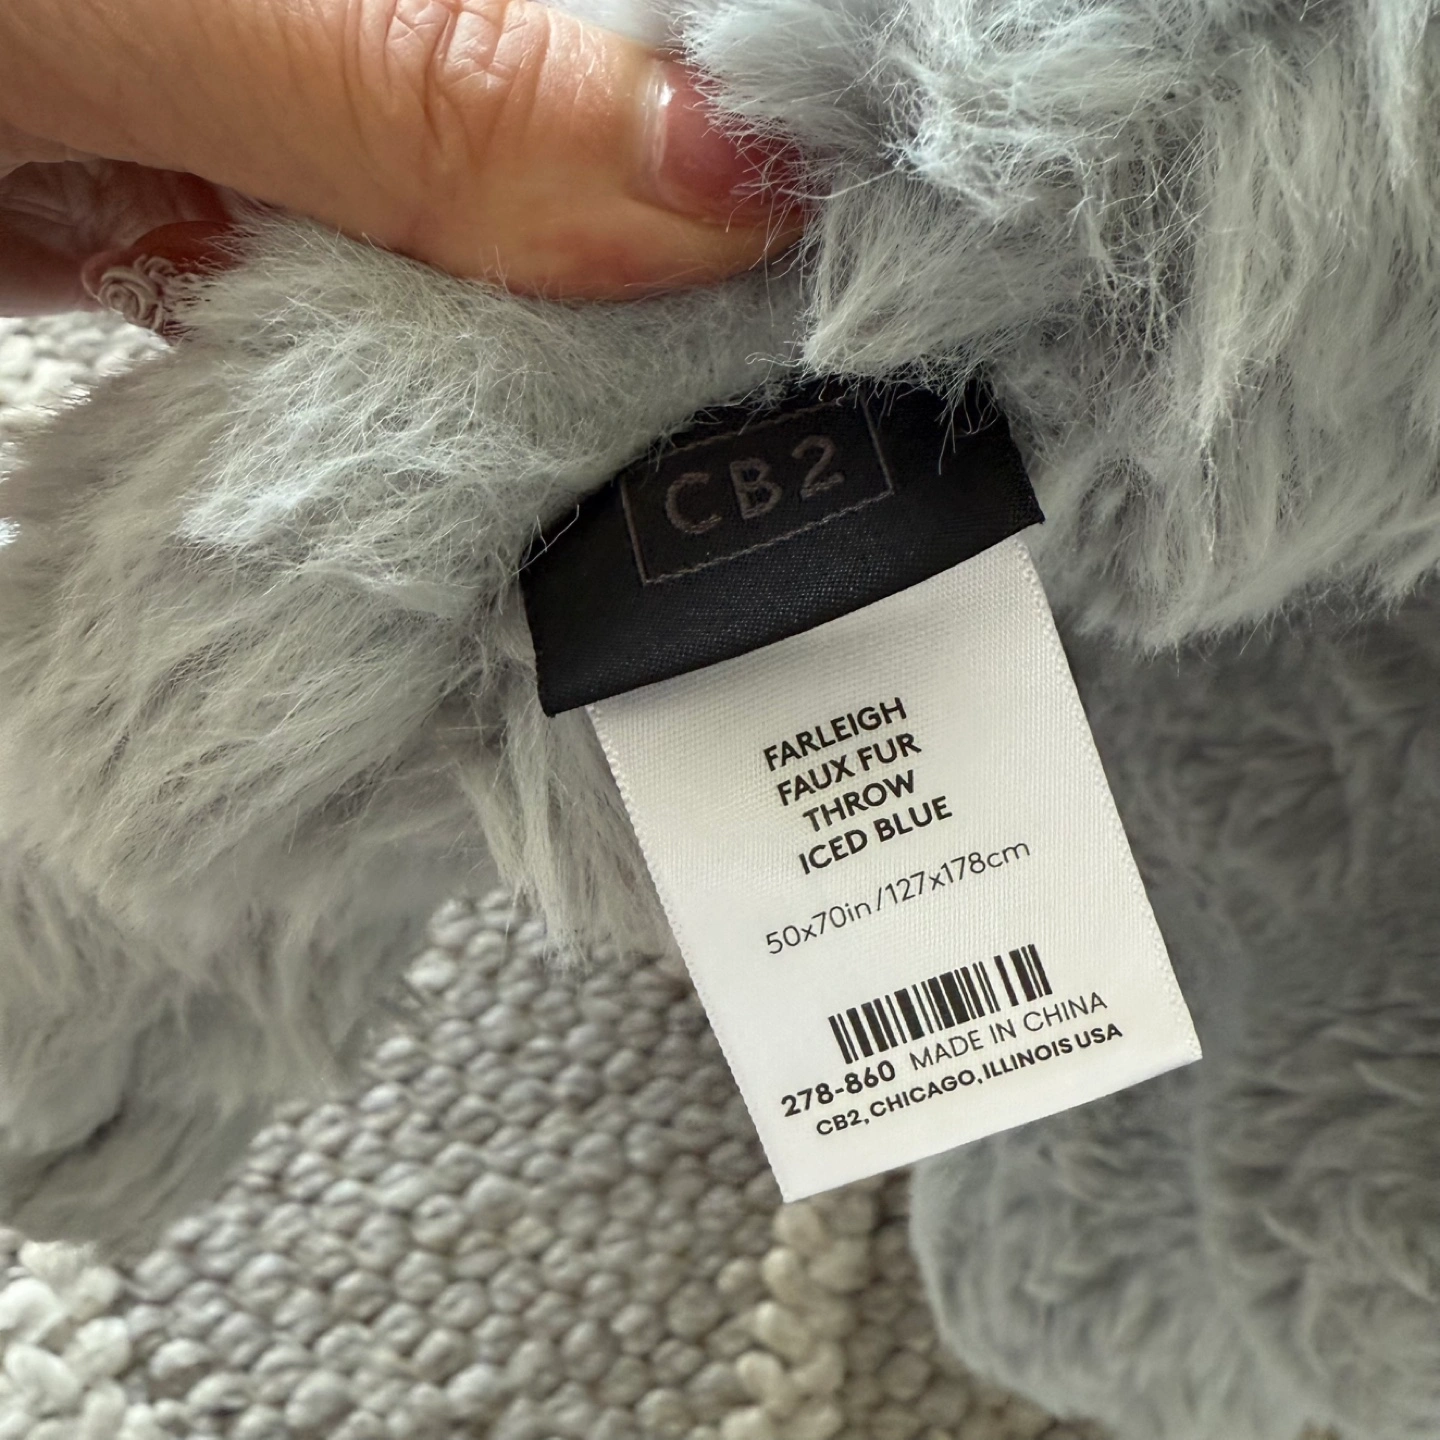 CB2
FARLEIGH
FAUX FUR
THROW
ICED BLUE
50x70in/127x178cm
278-860 MADE IN CHINA
CB2, CHICAGO, ILLINOIS USA